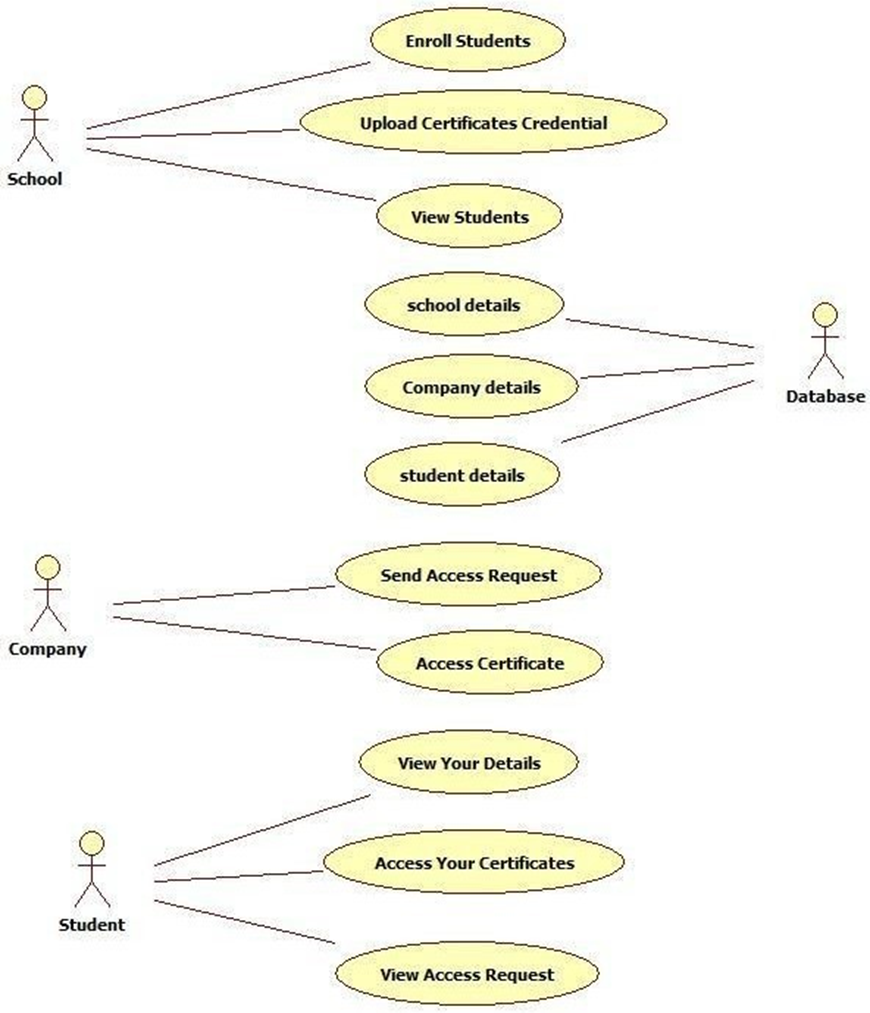 Enroll Students
Upload Certificates Credential
School
View Students
school details
Company details
Database
student details
Send Access Request
Company
Access Certificate
View Your Details
Access Your Certificates
Student
View Access Request